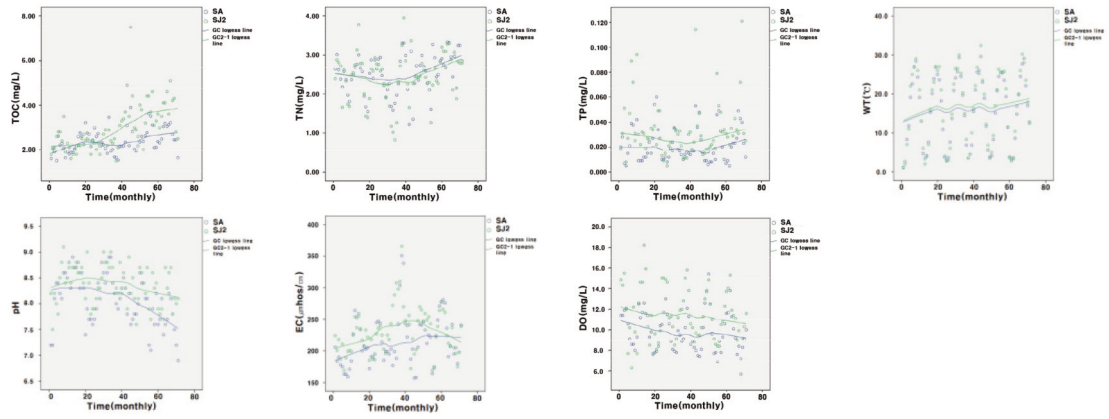 TOC(mg/L)
8.00
6.00
4.00
2.00
0
20
40
60
80
Time(monthly)
SA
SJ2
GC lowess line
GC2-1 lowess
line
TN(mg/L)
4.00
3.00
2.00
1.00
0.00
0
20
40
60
80
Time(monthly)
SA
SJ2
GC lowess line
GC2-1 lowess
line
TP(mg/L)
0.120
0.100
0.080
0.060
0.040
0.020
0.000
0
20
40
60
80
Time(monthly)
SA
SJ2
GC lowess line
GC2-1 lowess
line
WT(℃)
40.0
30.0
20.0
10.0
0.0
0
20
40
60
80
Time(monthly)
SA
SJ2
GC lowess line
GC2-1 lowess
line
pH
9.5
9.0
8.5
8.0
7.5
7.0
6.5
0
20
40
60
80
Time(monthly)
SA
SJ2
GC lowess line
GC2-1 lowess
line
EC(㎛hos/㎝)
400
350
300
250
200
150
0
20
40
60
80
Time(monthly)
SA
SJ2
GC lowess line
GC2-1 lowess
line
DO(mg/L)
20.0
18.0
16.0
14.0
12.0
10.0
8.0
6.0
0
20
40
60
80
Time(monthly)
SA
SJ2
GC lowess line
GC2-1 lowess
line